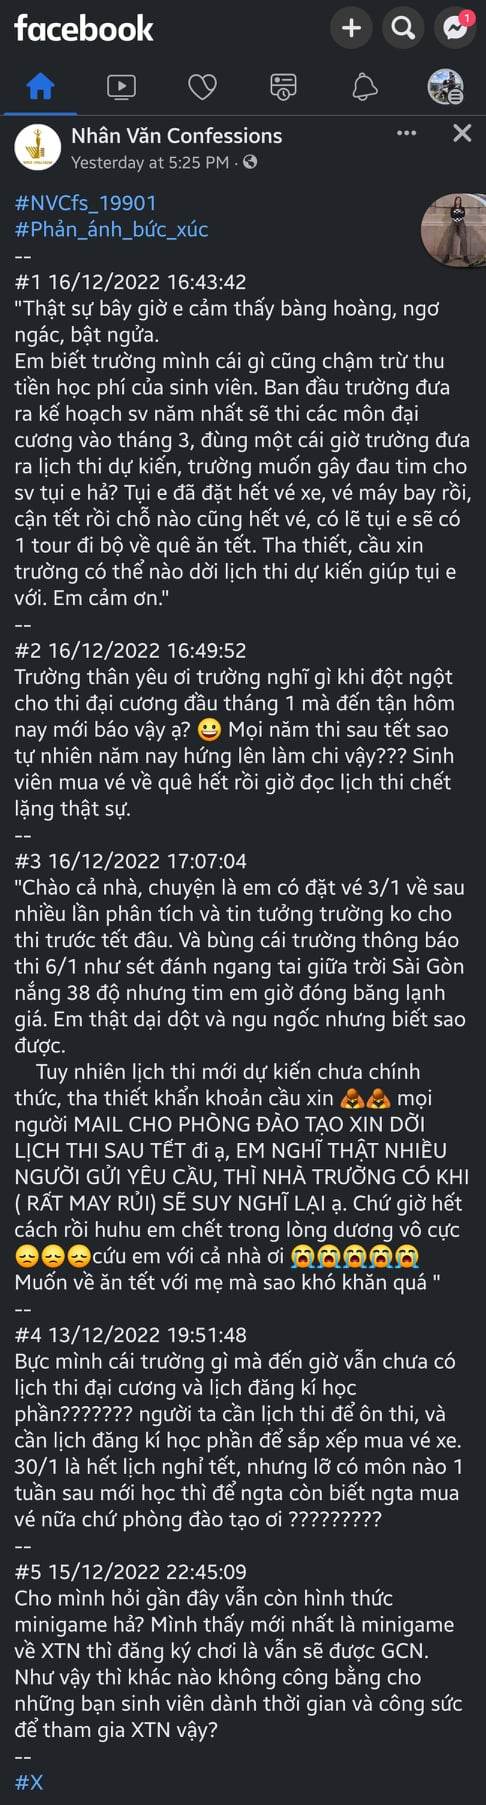 facebook
1
Nhân Văn Confessions
Yesterday at 5:25 PM ·
#NVCfs_19901
#Phản_ánh_bức_xúc
--
#1 16/12/2022 16:43:42
"Thật sự bây giờ e cảm thấy bàng hoàng, ngơ
ngác, bật ngửa.
Em biết trường mình cái gì cũng chậm trừ thu
tiền học phí của sinh viên. Ban đầu trường đưa
ra kế hoạch sv năm nhất sẽ thi các môn đại
cương vào tháng 3, đùng một cái giờ trường đưa
ra lịch thi dự kiến, trường muốn gây đau tim cho
sv tụi e hả? Tụi e đã đặt hết vé xe, vé máy bay rồi,
cận tết rồi chỗ nào cũng hết vé, có lẽ tụi e sẽ có
1 tour đi bộ về quê ăn tết. Tha thiết, cầu xin
trường có thể nào dời lịch thi dự kiến giúp tụi e
với. Em cảm ơn."
--
#2 16/12/2022 16:49:52
Trường thân yêu ơi trường nghĩ gì khi đột ngột
cho thi đại cương đầu tháng 1 mà đến tận hôm
nay mới báo vậy ạ? 😀 Mọi năm thi sau tết sao
tự nhiên năm nay hứng lên làm chi vậy??? Sinh
viên mua vé về quê hết rồi giờ đọc lịch thi chết
lặng thật sự.
--
#3 16/12/2022 17:07:04
"Chào cả nhà, chuyện là em có đặt vé 3/1 về sau
nhiều lần phân tích và tin tưởng trường ko cho
thi trước tết đâu. Và bùng cái trường thông báo
thi 6/1 như sét đánh ngang tai giữa trời Sài Gòn
nắng 38 độ nhưng tim em giờ đóng băng lạnh
giá. Em thật dại dột và ngu ngốc nhưng biết sao
được.
Tuy nhiên lịch thi mới dự kiến chưa chính
thức, tha thiết khẩn khoản cầu xin 🙇🙇 mọi
người MAIL CHO PHÒNG ĐÀO TẠO XIN DỜI
LỊCH THI SAU TẾT đi ạ, EM NGHĨ THẬT NHIỀU
NGƯỜI GỬI YÊU CẦU, THÌ NHÀ TRƯỜNG CÓ KHI
( RẤT MAY RỦI) SẼ SUY NGHĨ LẠI ạ. Chứ giờ hết
cách rồi huhu em chết trong lòng dương vô cực
😞😞😞cứu em với cả nhà ơi 😭😭😭😭😭
Muốn về ăn tết với mẹ mà sao khó khăn quá "
--
#4 13/12/2022 19:51:48
Bực mình cái trường gì mà đến giờ vẫn chưa có
lịch thi đại cương và lịch đăng kí học
phần??????? người ta cần lịch thi để ôn thi, và
cần lịch đăng kí học phần để sắp xếp mua vé xe.
30/1 là hết lịch nghỉ tết, nhưng lỡ có môn nào 1
tuần sau mới học thì để ngta còn biết ngta mua
vé nữa chứ phòng đào tạo ơi ?????????
--
#5 15/12/2022 22:45:09
Cho mình hỏi gần đây vẫn còn hình thức
minigame hả? Mình thấy mới nhất là minigame
về XTN thì đăng ký chơi là vẫn sẽ được GCN.
Như vậy thì khác nào không công bằng cho
những bạn sinh viên dành thời gian và công sức
để tham gia XTN vậy?
--
#X